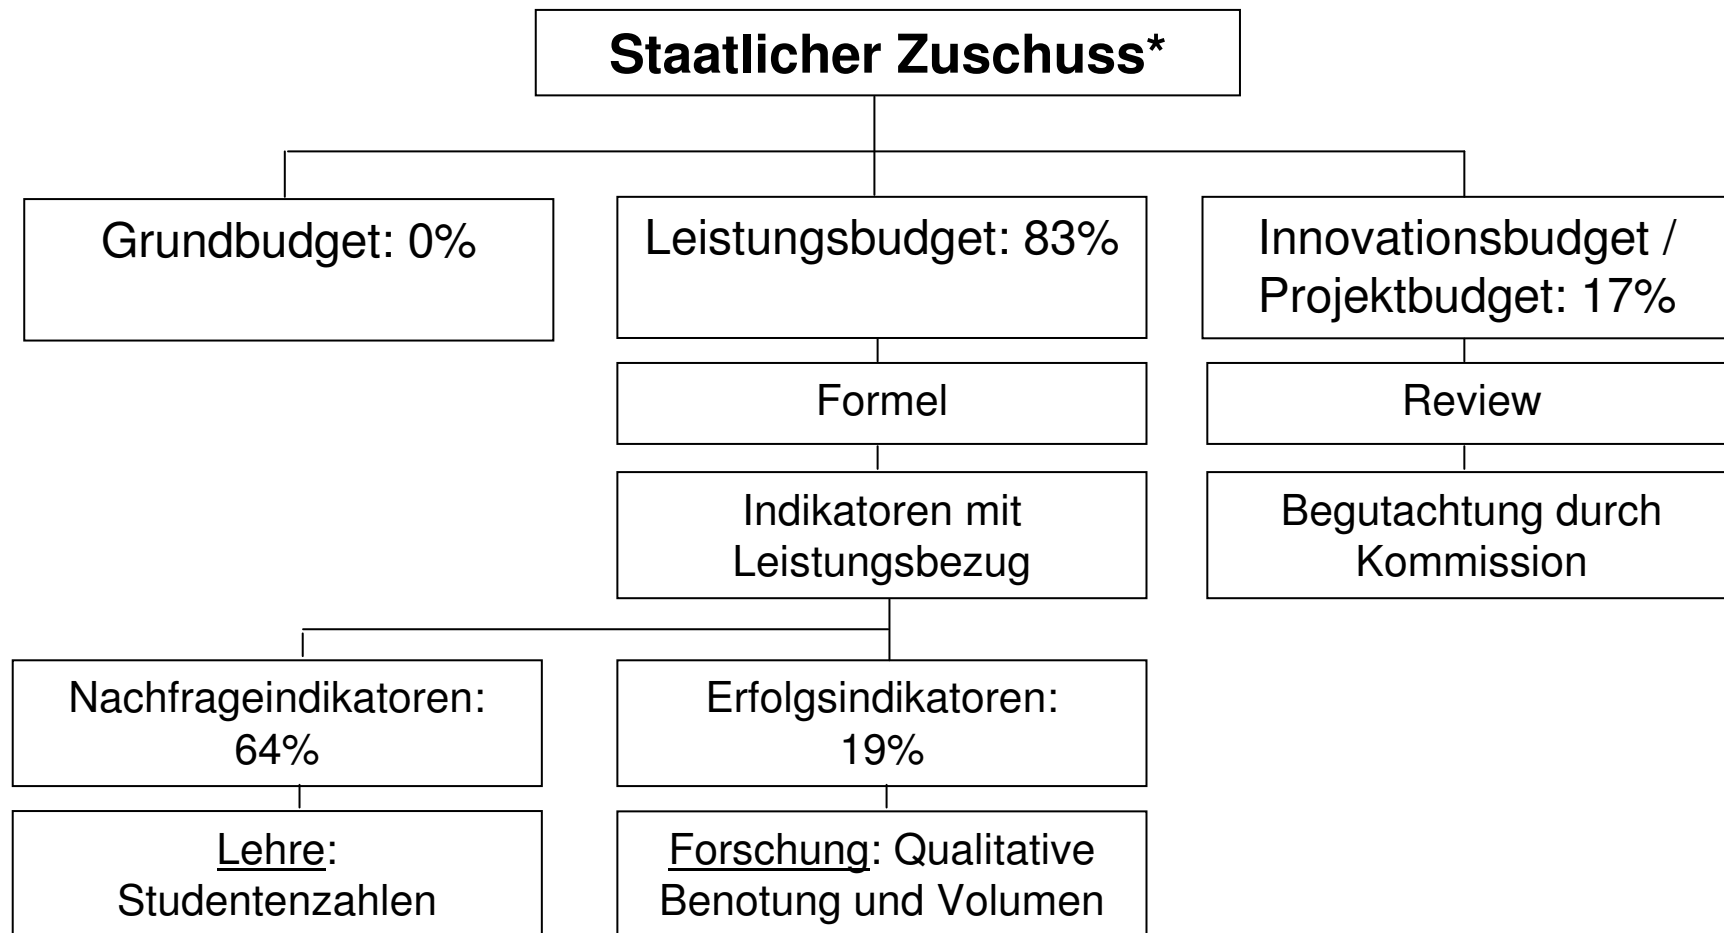 Staatlicher Zuschuss*
Grundbudget: 0%
Leistungsbudget: 83%
Innovationsbudget /
Projektbudget: 17%
Formel
Review
Indikatoren mit
Leistungsbezug
Begutachtung durch
Kommission
Nachfrageindikatoren:
64%
Erfolgsindikatoren:
19%
Lehre:
Studentenzahlen
Forschung: Qualitative
Benotung und Volumen